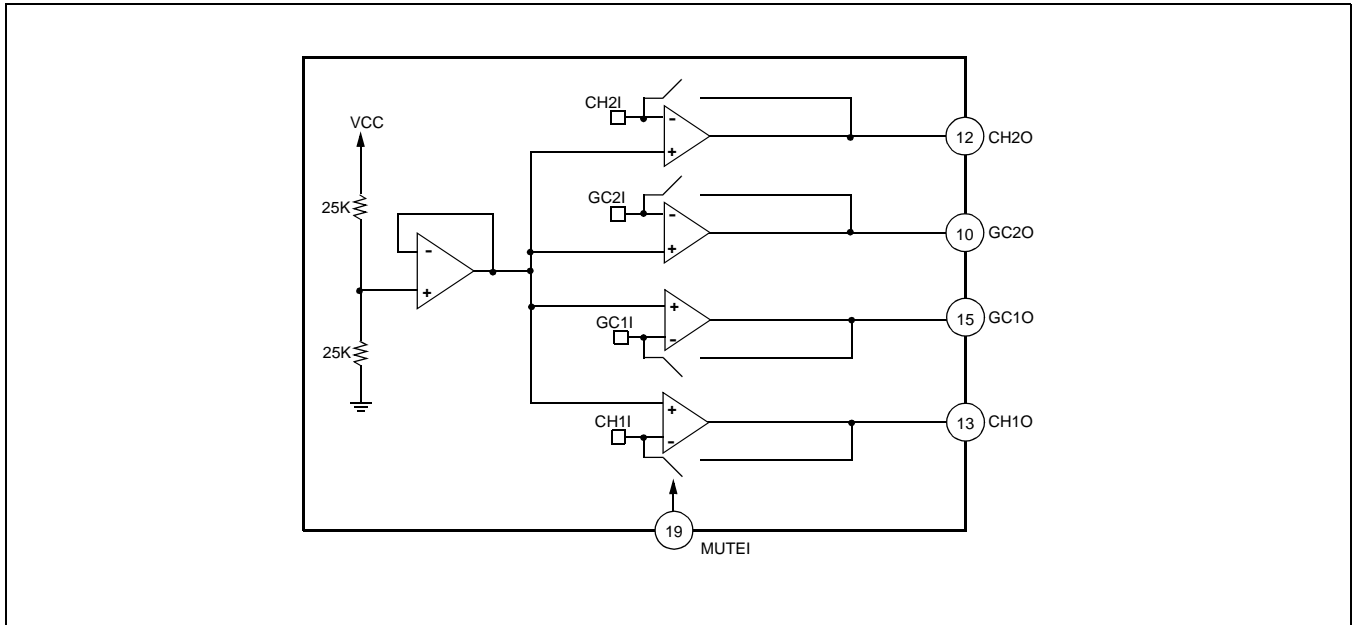 CH2I
VCC
12 CH2O
GC2I
25K
10 GC2O
15 GC1O
GC1I
25K
CH1I
13 CH1O
19
MUTEI